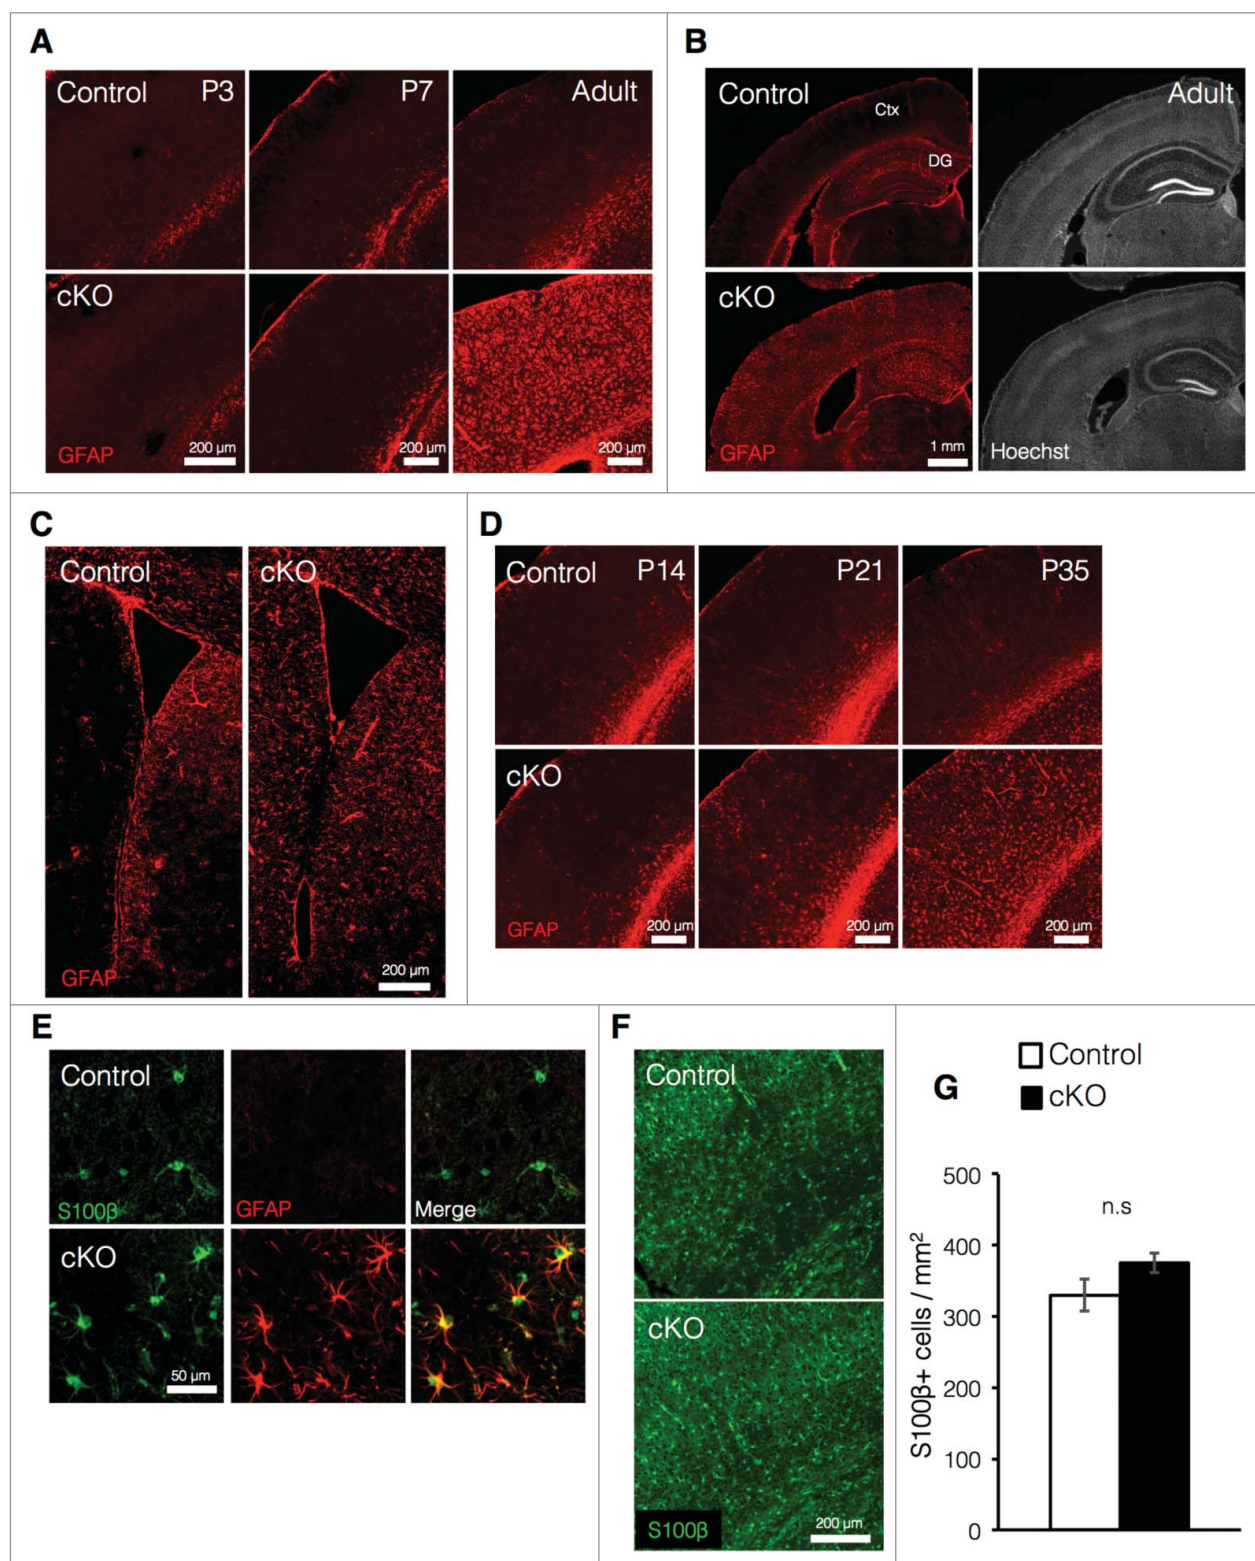 A
Control P3
P7
Adult
cKO
GFAP
200 µm
200 µm
200 µm
B
Control
Ctx
DG
Adult
cKO
GFAP
1 mm
Hoechst
C
Control
cKO
GFAP
200 µm
D
Control P14
P21
P35
cKO
GFAP
200 µm
200 µm
200 µm
E
Control
S100β
GFAP
Merge
cKO
50 µm
F
Control
cKO
S100β
200 µm
G
Control
cKO
S100β+ cells / mm²
500
400
300
200
100
0
n.s